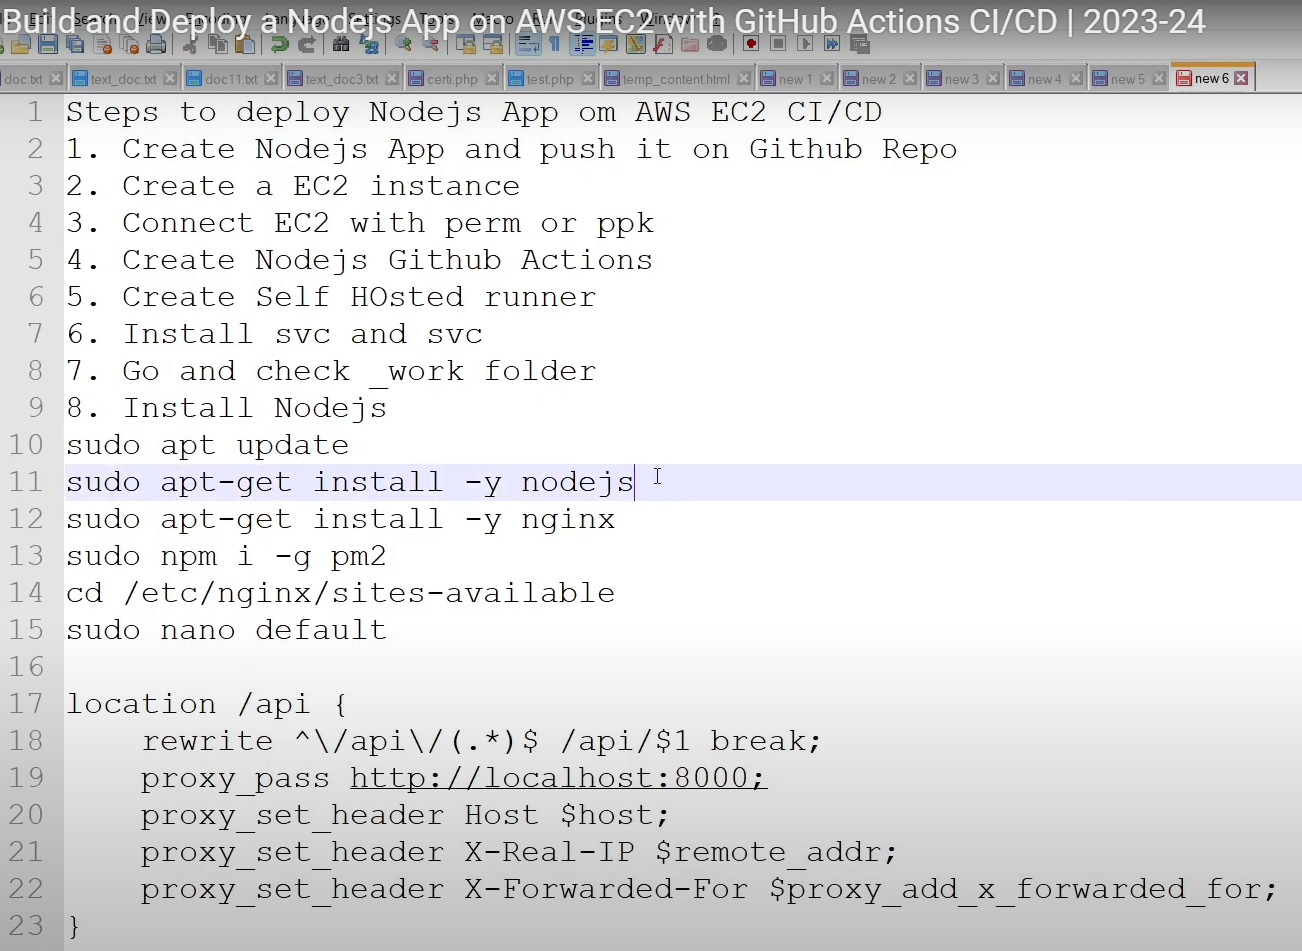 Build and Deploy a Nodejs App on AWS EC2 with GitHub Actions CI/CD | 2023-24
doc.txt text_doc.txt doc11.txt text_doc3.txt certi.php test.php temp_content.html new 1 new 2 new 3 new 4 new 5 new 6
1 Steps to deploy Nodejs App om AWS EC2 CI/CD
2 1. Create Nodejs App and push it on Github Repo
3 2. Create a EC2 instance
4 3. Connect EC2 with perm or ppk
5 4. Create Nodejs Github Actions
6 5. Create Self HOsted runner
7 6. Install svc and svc
8 7. Go and check _work folder
9 8. Install Nodejs
10 sudo apt update
11 sudo apt-get install -y nodejs
12 sudo apt-get install -y nginx
13 sudo npm i -g pm2
14 cd /etc/nginx/sites-available
15 sudo nano default
16
17 location /api {
18 rewrite ^\/api\/(.*)$ /api/$1 break;
19 proxy_pass http://localhost:8000;
20 proxy_set_header Host $host;
21 proxy_set_header X-Real-IP $remote_addr;
22 proxy_set_header X-Forwarded-For $proxy_add_x_forwarded_for;
23 }